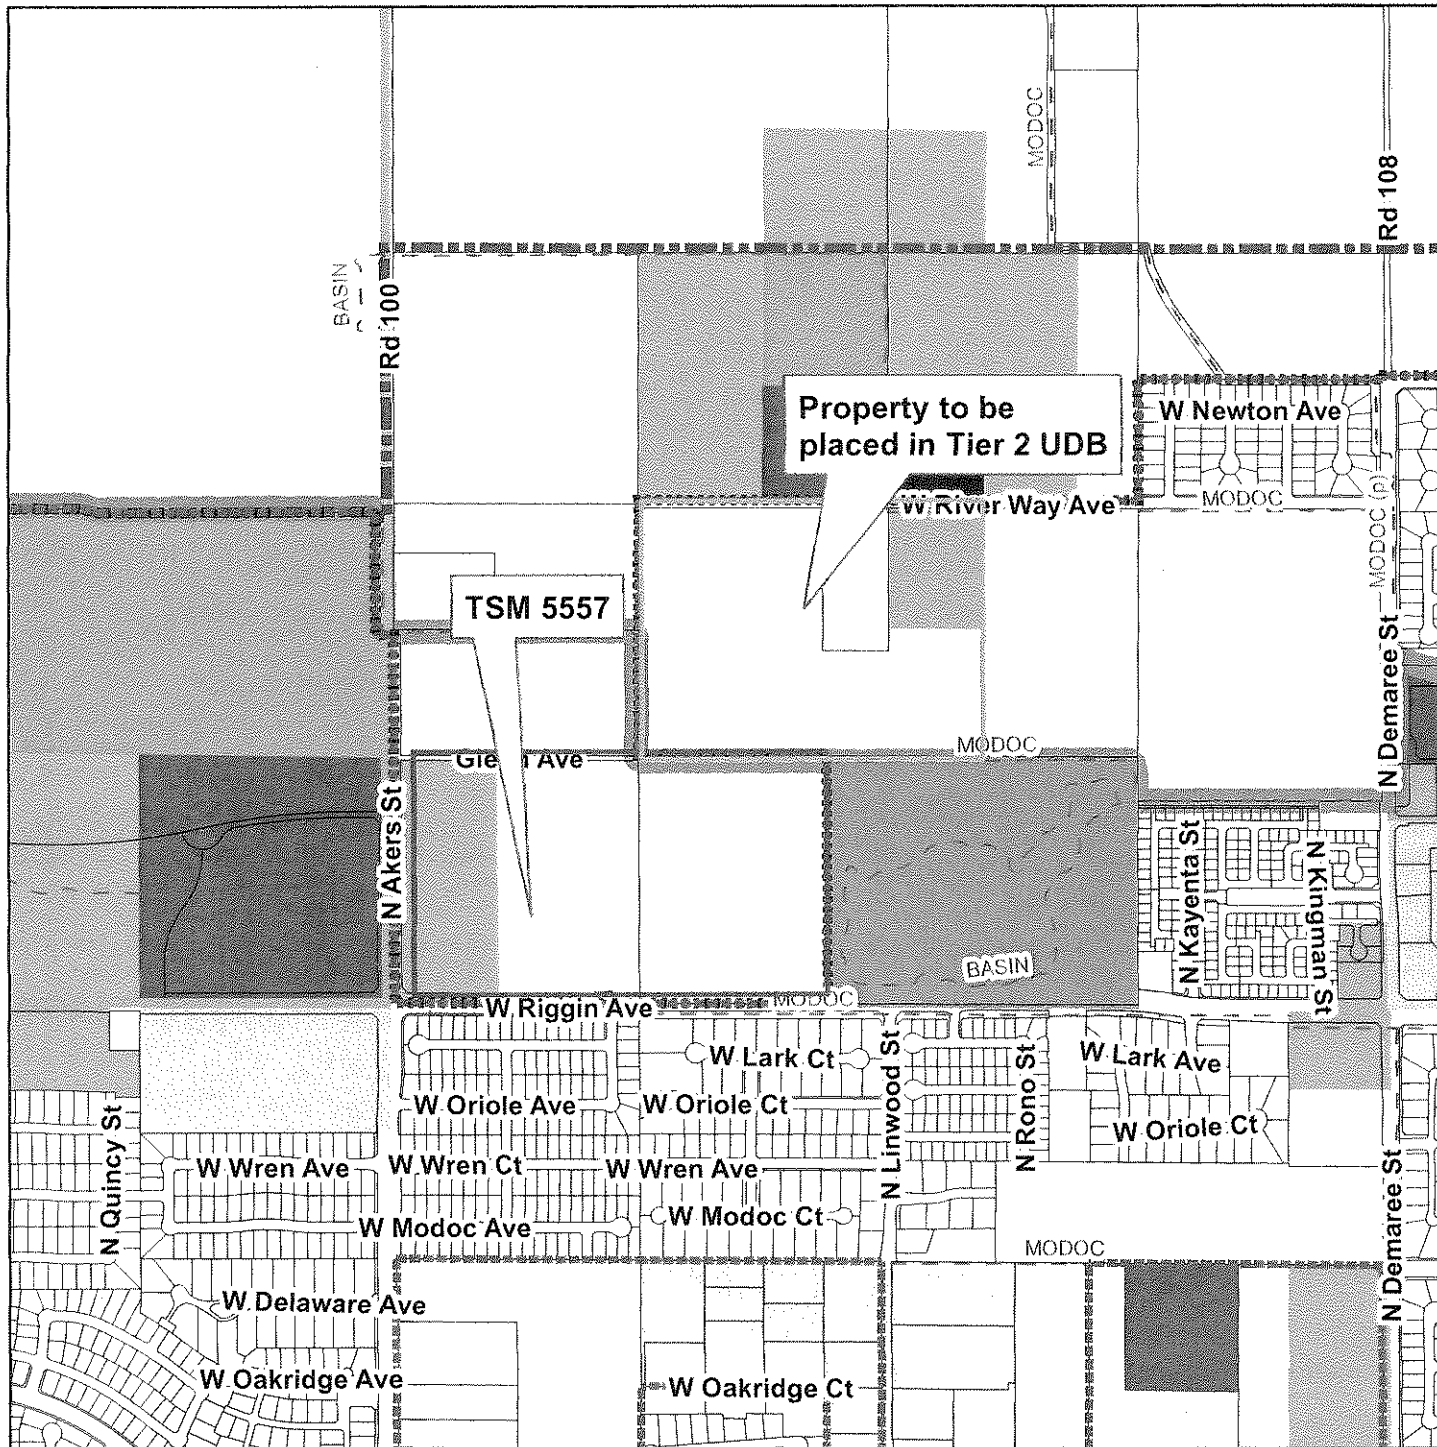 MODOC
Rd 108
BASIN
Rd 100
Property to be
placed in Tier 2 UDB
W Newton Ave
MODOC
W River Way Ave
MODOC (p)
TSM 5557
N Demaree St
MODOC
N Akers St
N Kayenta St
N Kingman St
BASIN
MODOC
W Riggin Ave
W Lark Ct
N Linwood St
N Rono St
W Lark Ave
W Oriole Ave
W Oriole Ct
W Oriole Ct
N Quincy St
W Wren Ave
W Wren Ct
W Wren Ave
W Modoc Ave
W Modoc Ct
MODOC
N Demaree St
W Delaware Ave
W Oakridge Ave
W Oakridge Ct